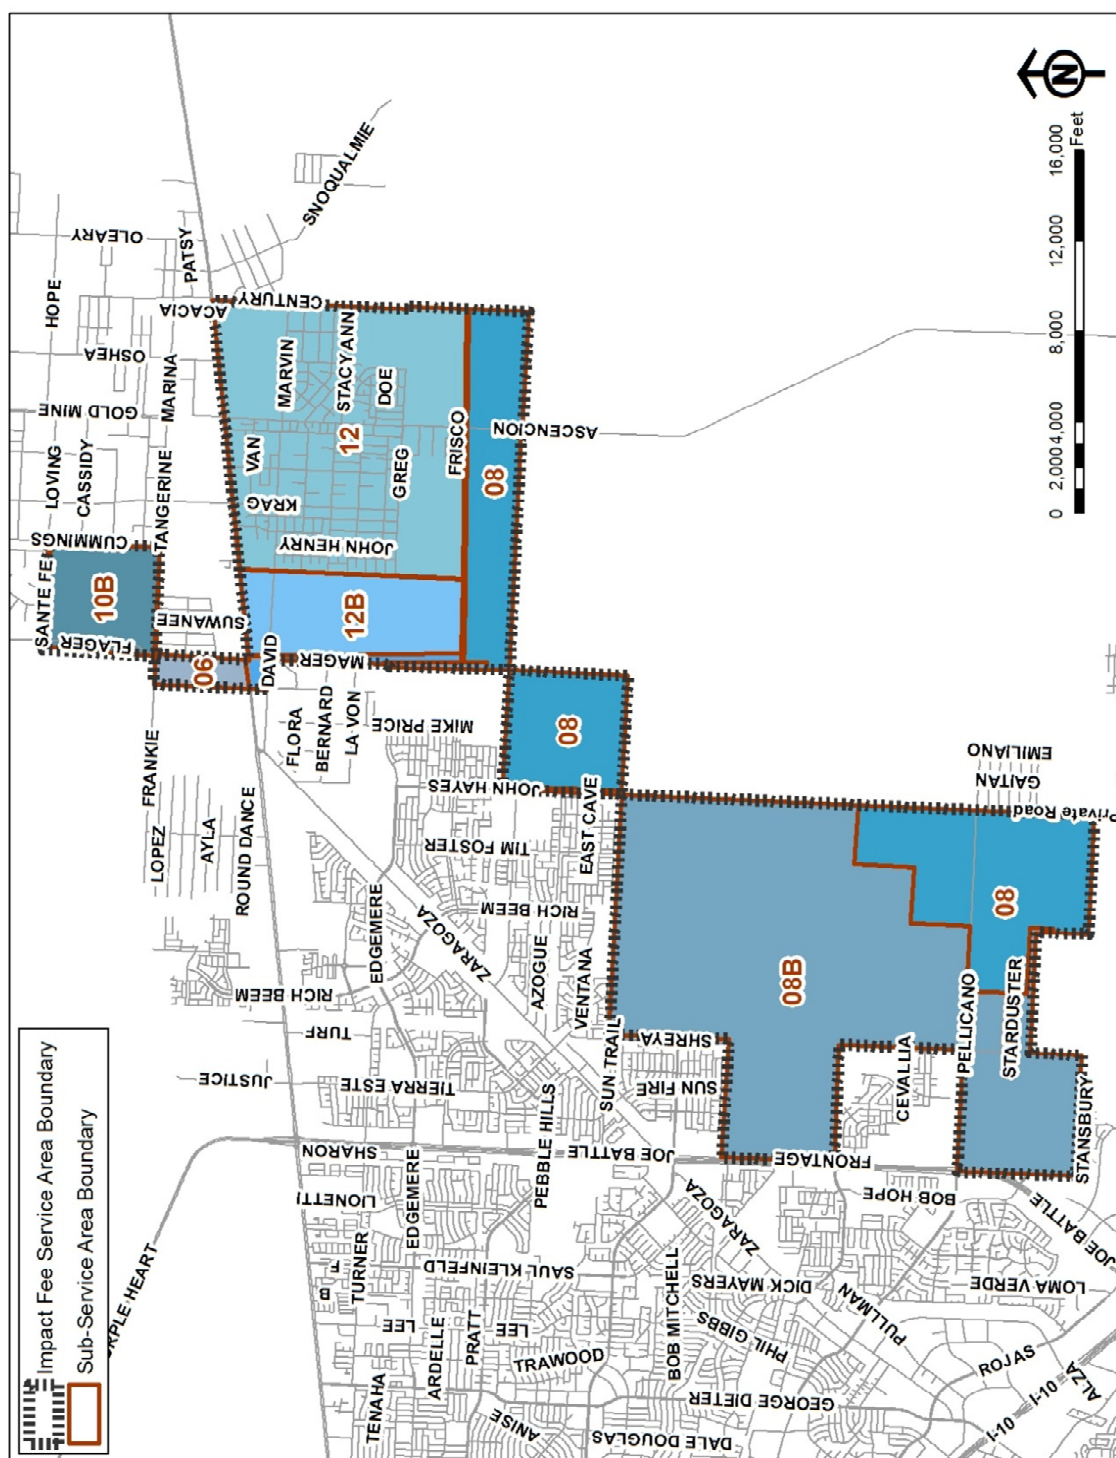 Impact Fee Service Area Boundary
Sub-Service Area Boundary
N
0 2,000 4,000 8,000 12,000 16,000
Feet
HOPE
OLEARY
PATSY
SNOQUALMIE
ACACIA
CENTURY
OSHEA
GOLD MINE
MARINA
LOVING
CASSIDY
TANGERINE
CUMMINGS
SANTE FE
10B
FLAGER
SUWANEE
06
DAVID
MAGER
MARVIN
STACY ANN
DOE
VAN
12
KRAG
GREG
FRISCO
JOHN HENRY
12B
08
ASCENCION
FRANKIE
LOPEZ
AYLA
ROUND DANCE
FLORA
BERNARD
LA VON
MIKE PRICE
JOHN HAYES
08
EAST CAVE
TIM FOSTER
RICH BEEM
EDGEMERE
ZARAGOZA
AZOGUE
VENTANA
RICH BEEM
TURF
JUSTICE
TIERRA ESTE
SUN TRAIL
SHREYA
SUN FIRE
PEBBLE HILLS
JOE BATTLE
SHARON
LIONETTI
EDGEMERE
TURNER
F
B
SAUL KLEINFELD
LEE
LEE
ARDELLE
PRATT
TENAHA
ANISE
TRAWOOD
DALE DOUGLAS
BOB MITCHELL
ZARAGOZA
DICK MAYERS
PHIL GIBBS
GEORGE DIETER
PULLMAN
FRONTAGE
BOB HOPE
08B
CEVALLIA
PELLICANO
STARDUSTER
08
EMILIANO
GAITAN
Private Road
STANSBURY
JOE BATTLE
LOMA VERDE
ROJAS
I-10
I-10
ALZA